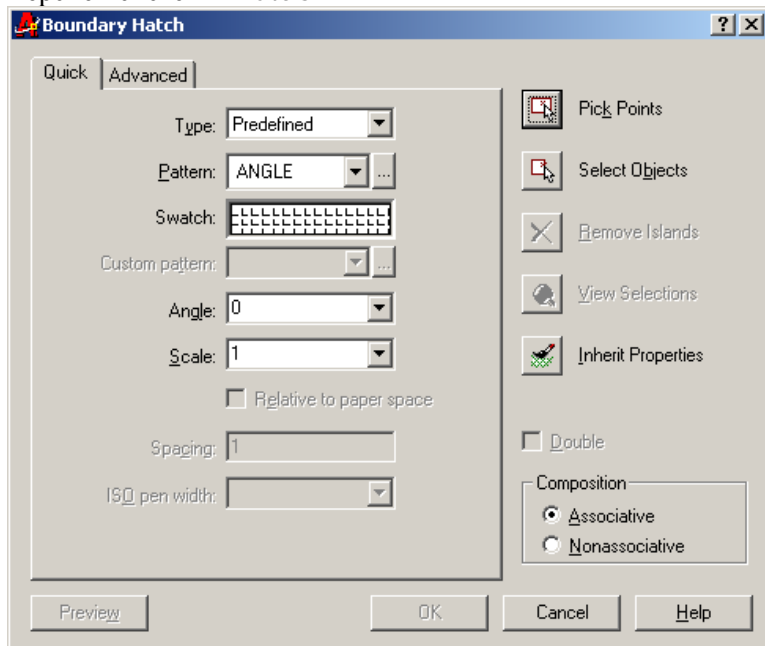 Boundary Hatch
Quick Advanced
Type: Predefined
Pattern: ANGLE ...
Swatch:
Custom pattern: ...
Angle: 0
Scale: 1
Relative to paper space
Spacing: 1
ISO pen width:
Pick Points
Select Objects
Remove Islands
View Selections
Inherit Properties
Double
Composition
Associative
Nonassociative
Preview OK Cancel Help